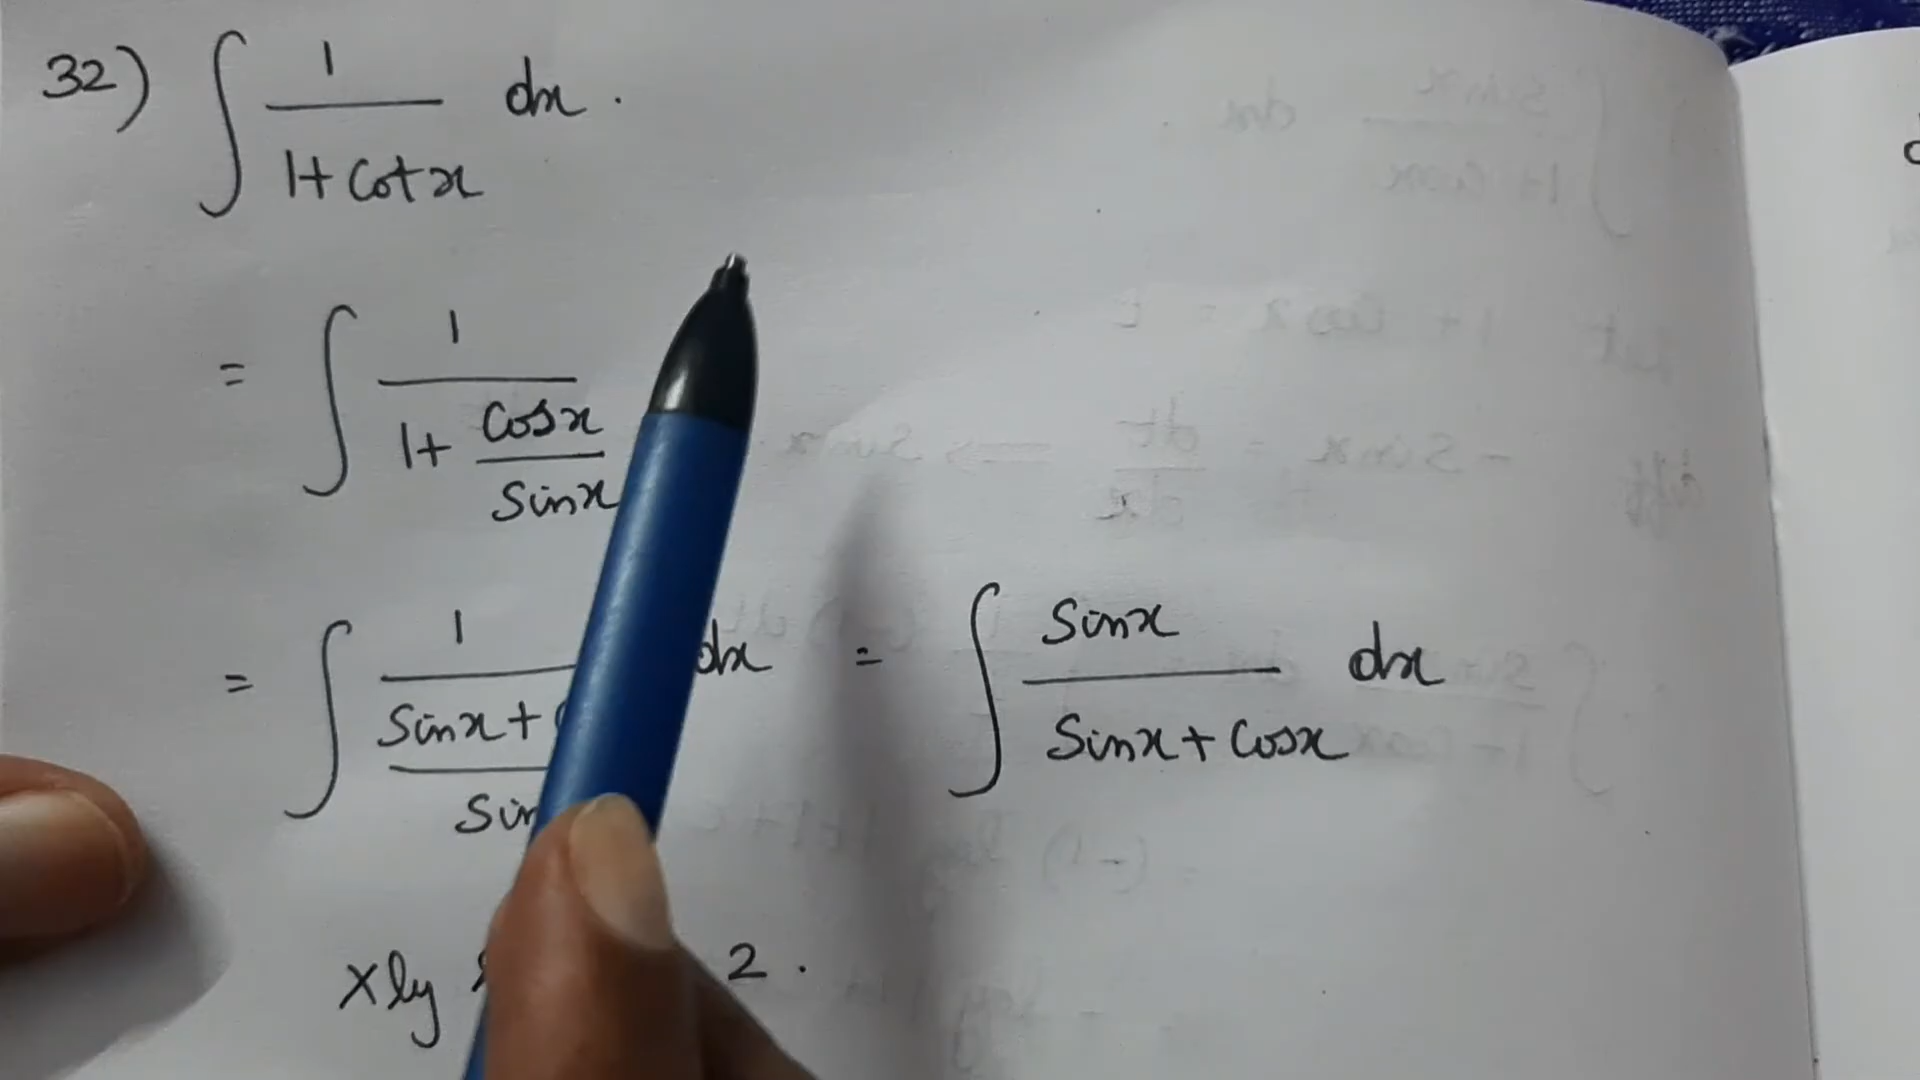 32) ∫ 1/(1+cotx) dx.
= ∫ 1/(1+ cosx/sinx)
= ∫ 1/((sinx+ dx = ∫ sinx/(sinx+cosx) dx
xly 2.